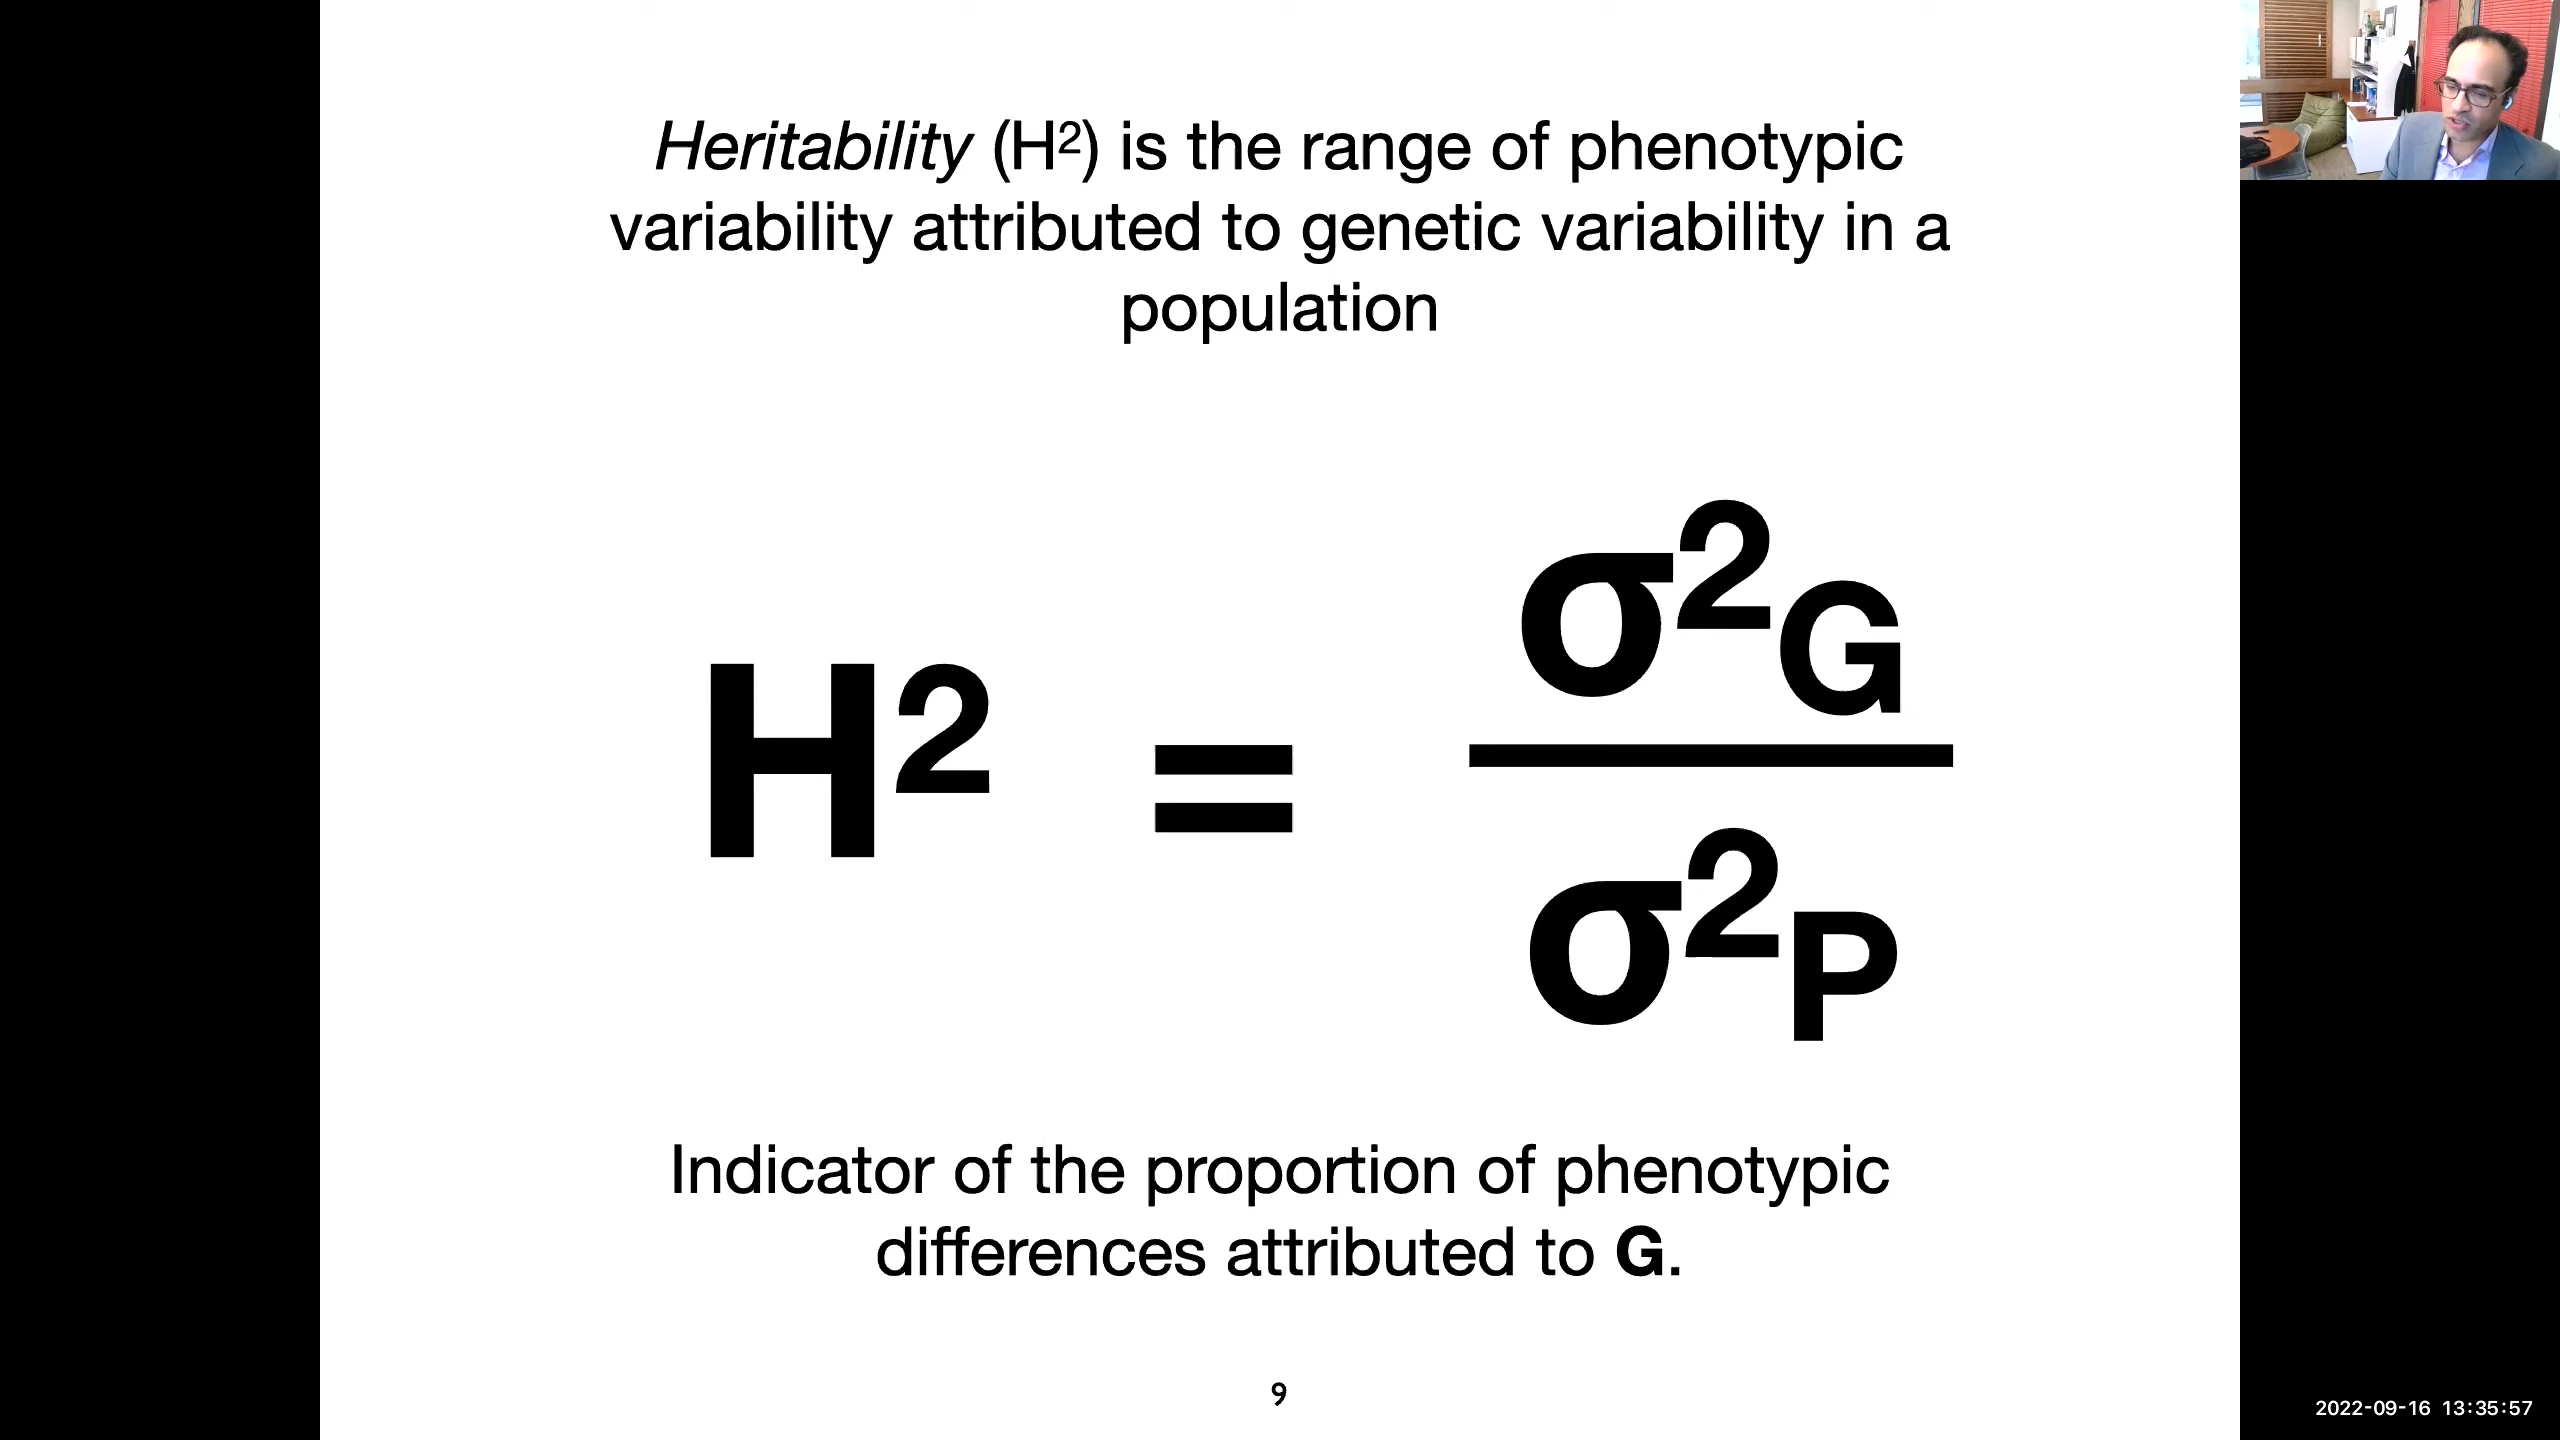 Heritability (H²) is the range of phenotypic
variability attributed to genetic variability in a
population
H² = σ²G
σ²P
Indicator of the proportion of phenotypic
differences attributed to G.
9
2022-09-16 13:35:57